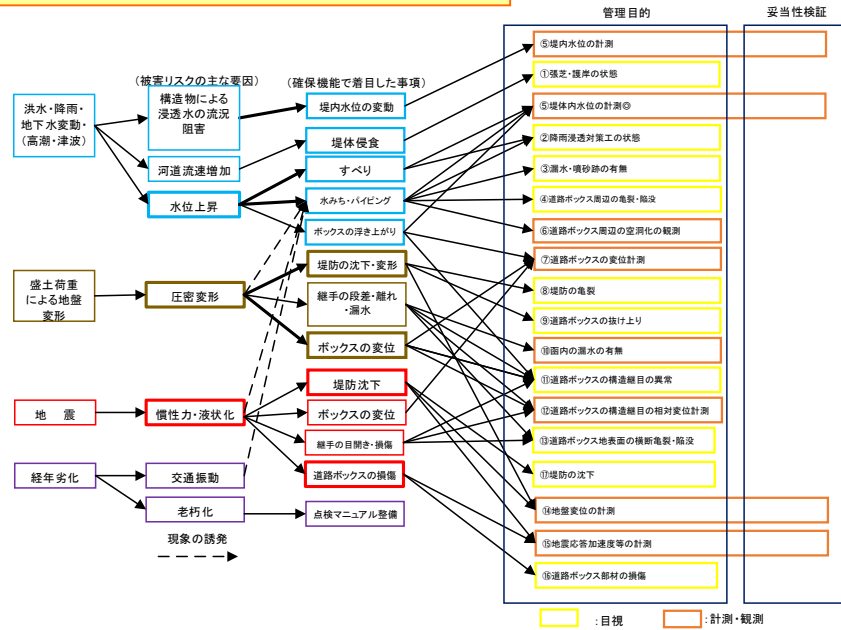 管理目的
妥当性検証
（被害リスクの主な要因）
（確保機能で着目した事項）
洪水・降雨・
地下水変動・
（高潮・津波）
構造物による
浸透水の流況
阻害
河道流速増加
水位上昇
盛土荷重
による地盤
変形
圧密変形
地　震
慣性力・液状化
経年劣化
交通振動
老朽化
現象の誘発
堤内水位の変動
堤体侵食
すべり
水みち・パイピング
ボックスの浮き上がり
堤防の沈下・変形
継手の段差・離れ
・漏水
ボックスの変位
堤防沈下
ボックスの変位
継手の目開き・損傷
道路ボックスの損傷
点検マニュアル整備
⑤堤内水位の計測
①張芝・護岸の状態
⑤堤体内水位の計測◎
②降雨浸透対策工の状態
③漏水・噴砂跡の有無
④道路ボックス周辺の亀裂・陥没
⑥道路ボックス周辺の空洞化の観測
⑦道路ボックスの変位計測
⑧堤防の亀裂
⑨道路ボックスの抜け上り
⑩函内の漏水の有無
⑪道路ボックスの構造継目の異常
⑫道路ボックスの構造継目の相対変位計測
⑬道路ボックス地表面の横断亀裂・陥没
⑰堤防の沈下
⑭地盤変位の計測
⑮地震応答加速度等の計測
⑯道路ボックス部材の損傷
：目視
：計測・観測